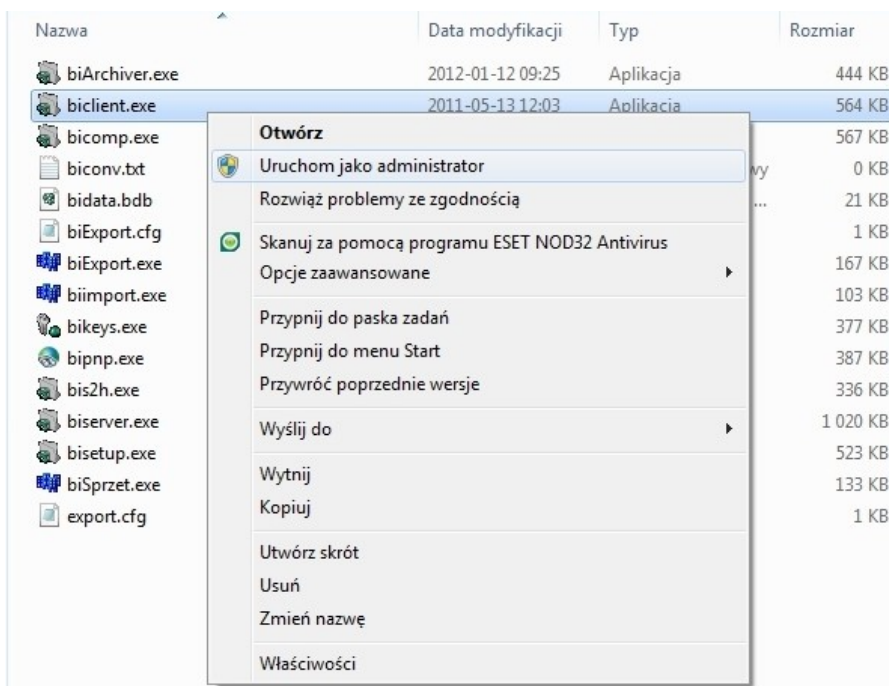 Nazwa Data modyfikacji Typ Rozmiar
biArchiver.exe 2012-01-12 09:25 Aplikacja 444 KB
biclient.exe 2011-05-13 12:03 Aplikacja 564 KB
bicomp.exe 567 KB
biconv.txt wy 0 KB
bidata.bdb ... 21 KB
biExport.cfg 1 KB
biExport.exe 167 KB
biimport.exe 103 KB
bikeys.exe 377 KB
bipnp.exe 387 KB
bis2h.exe 336 KB
biserver.exe 1 020 KB
bisetup.exe 523 KB
biSprzet.exe 133 KB
export.cfg 1 KB
Otwórz
Uruchom jako administrator
Rozwiąż problemy ze zgodnością
Skanuj za pomocą programu ESET NOD32 Antivirus
Opcje zaawansowane
Przypnij do paska zadań
Przypnij do menu Start
Przywróć poprzednie wersje
Wyślij do
Wytnij
Kopiuj
Utwórz skrót
Usuń
Zmień nazwę
Właściwości